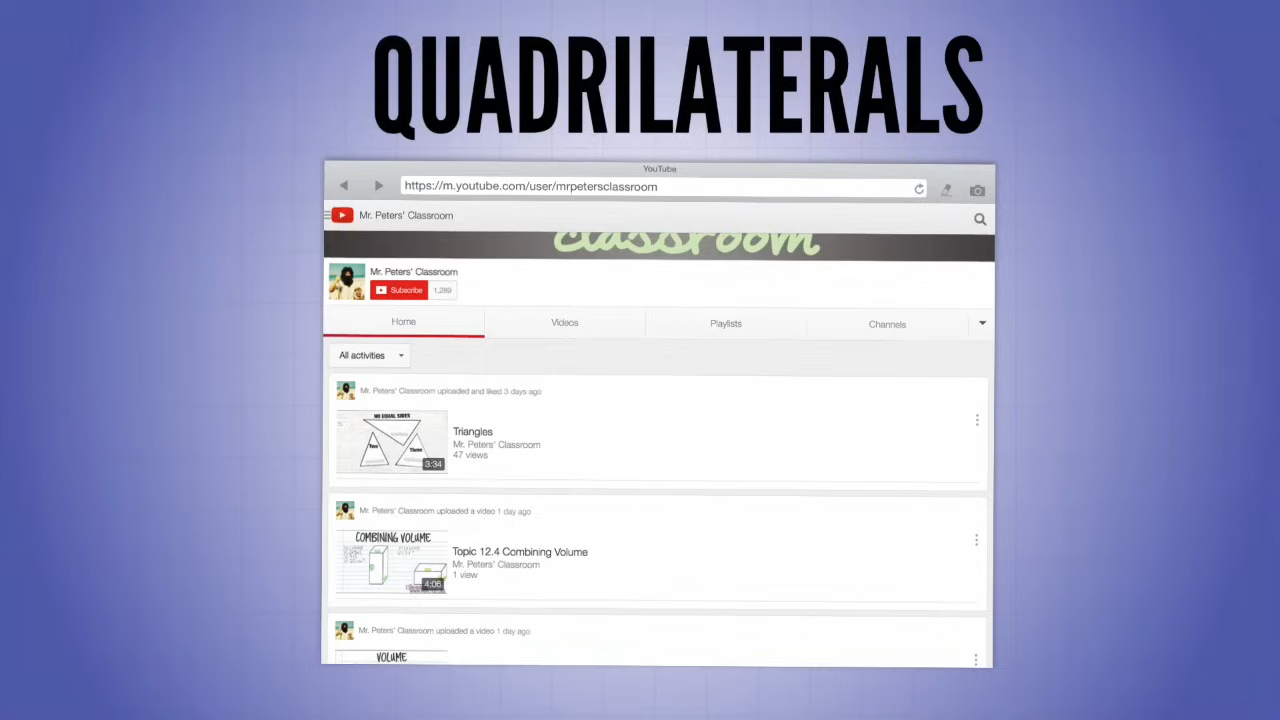 QUADRILATERALS
YouTube
https://m.youtube.com/user/mrpetersclassroom
Mr. Peters' Classroom
classroom.
Mr. Peters' Classroom
Subscribe 1,289
Home Videos Playlists Channels
All activities
Mr. Peters' Classroom uploaded and liked 3 days ago
NO EQUAL SIDES
Two
Three
3:34
Triangles
Mr. Peters' Classroom
47 views
Mr. Peters' Classroom uploaded a video 1 day ago
COMBINING VOLUME
4:06
Topic 12.4 Combining Volume
Mr. Peters' Classroom
1 view
Mr. Peters' Classroom uploaded a video 1 day ago
VOLUME